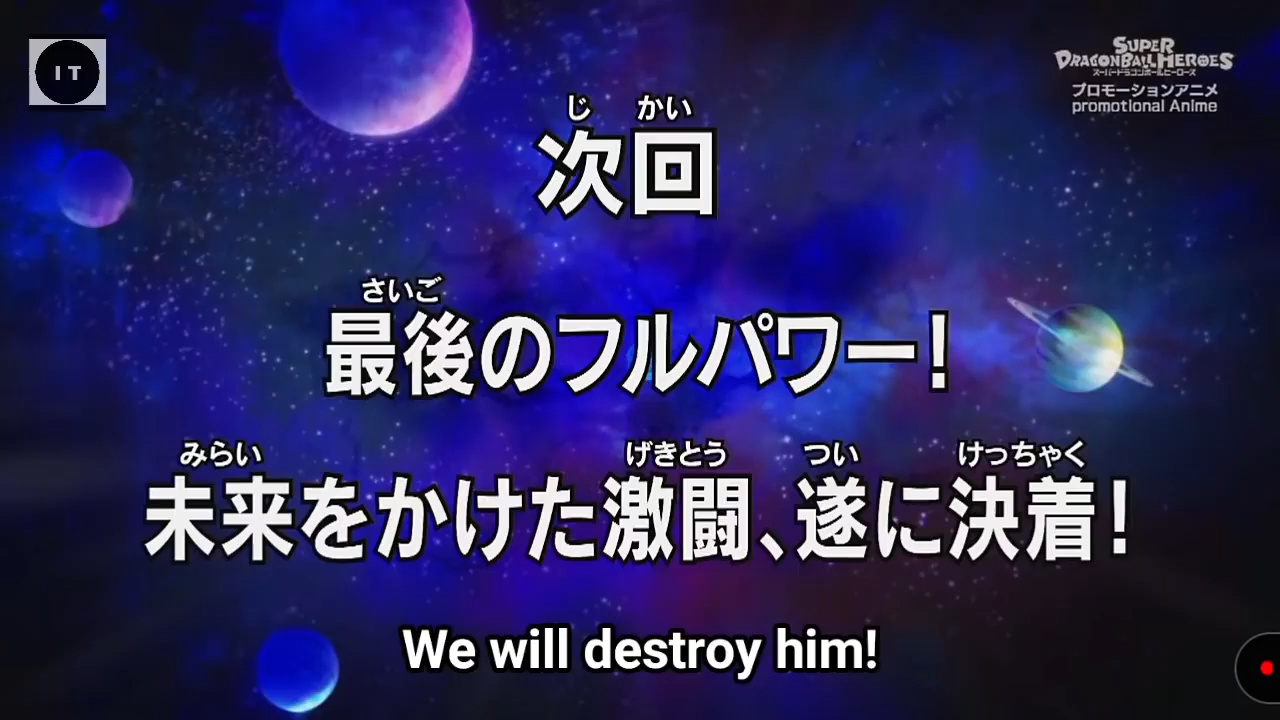 IT
SUPER
DRAGONBALL HEROES
スーパードラゴンボールヒーローズ
プロモーションアニメ
promotional Anime
じ かい
次回
さいご
最後のフルパワー!
みらい げきとう つい けっちゃく
未来をかけた激闘、遂に決着!
We will destroy him!